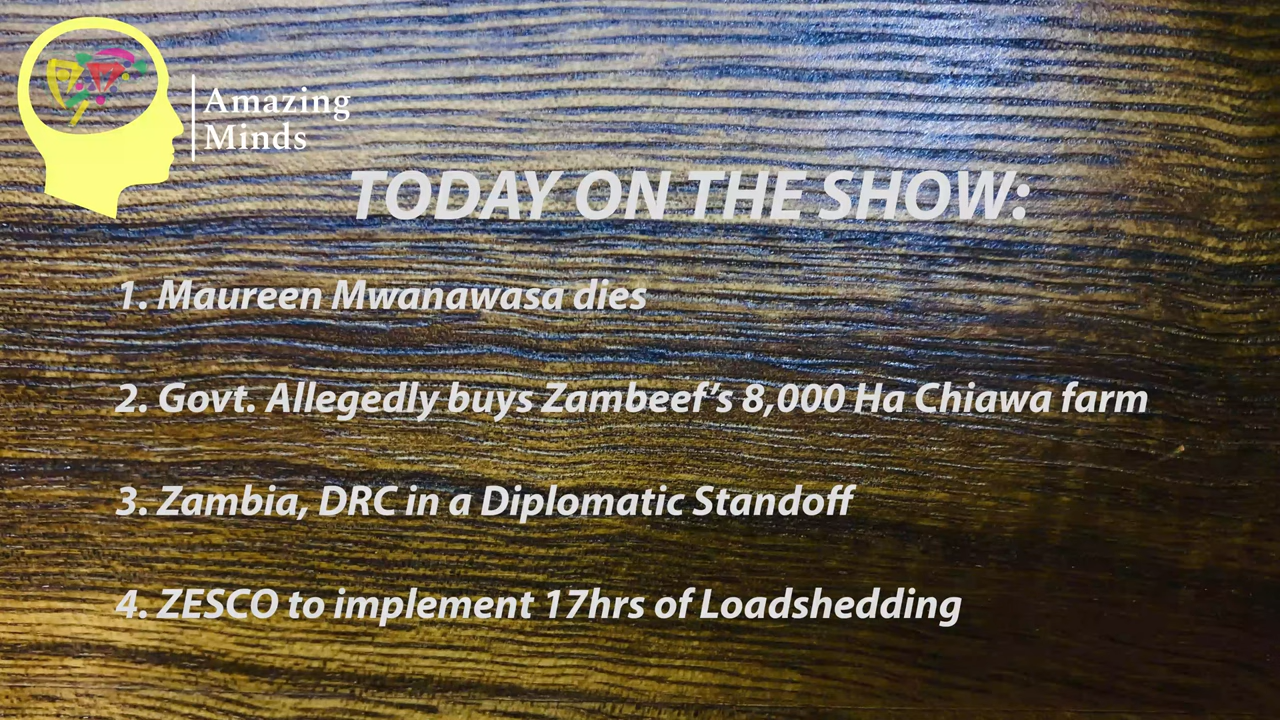 Amazing
Minds
TODAY ON THE SHOW:
1. Maureen Mwanawasa dies
2. Govt. Allegedly buys Zambeef's 8,000 Ha Chiawa farm
3. Zambia, DRC in a Diplomatic Standoff
4. ZESCO to implement 17hrs of Loadshedding